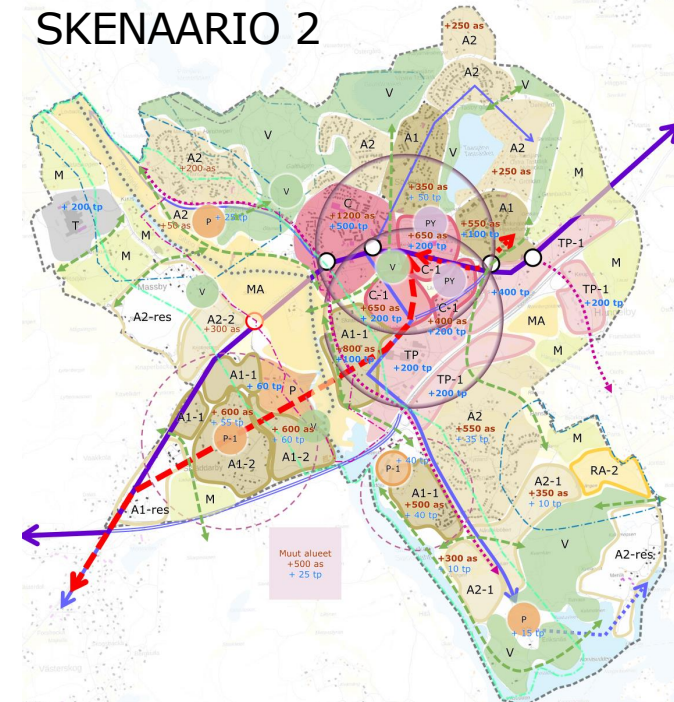 SKENAARIO 2
+250 as
A2
A2
V
V
V
A2
+200 as
A1
V
A2
+250 as
M
M
+ 200 tp
T
A2
+50 as
P
+ 25 tp
V
C
+1200 as
+500 tp
+350 as
+ 50 tp
PY
+650 as
+200 tp
+550 as
+100 tp
A1
M
TP-1
M
Massby
M
MA
V
V
C-1
PY
+400 tp
TP-1
+200 tp
A2-res
A2-2
+300 as
C-1
+650 as
+ 200 tp
C-1
+400 as
+200 tp
MA
M
A1-1
+800 as
+100 tp
TP
+200 tp
TP-1
+200 tp
A1-1
+ 60 tp
P
A1-1
+ 600 as
+ 55 tp
P-1
A1-2
+ 600 as
+ 60 tp
V
A1-2
A2
+550 as
+ 35 tp
M
RA-2
M
A1-res
P-1
+ 40 tp
A1-1
+500 as
+ 40 tp
A2-1
+350 as
+ 10 tp
V
A2-res
Muut alueet
+500 as
+ 25 tp
+300 as
10 tp
A2-1
P
+ 15 tp
V